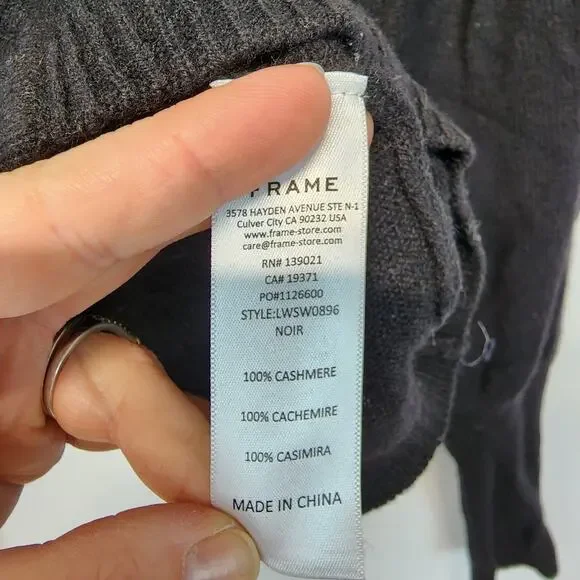 FRAME
3578 HAYDEN AVENUE STE N-1
Culver City CA 90232 USA
www.frame-store.com
care@frame-store.com
RN# 139021
CA# 19371
PO#1126600
STYLE:LWSW0896
NOIR
100% CASHMERE
100% CACHEMIRE
100% CASIMIRA
MADE IN CHINA